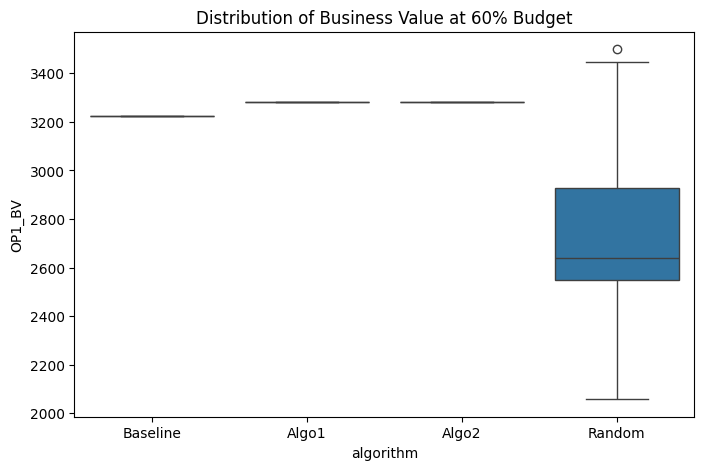 Distribution of Business Value at 60% Budget
OP1_BV
3400
3200
3000
2800
2600
2400
2200
2000
Baseline
Algo1
Algo2
Random
algorithm